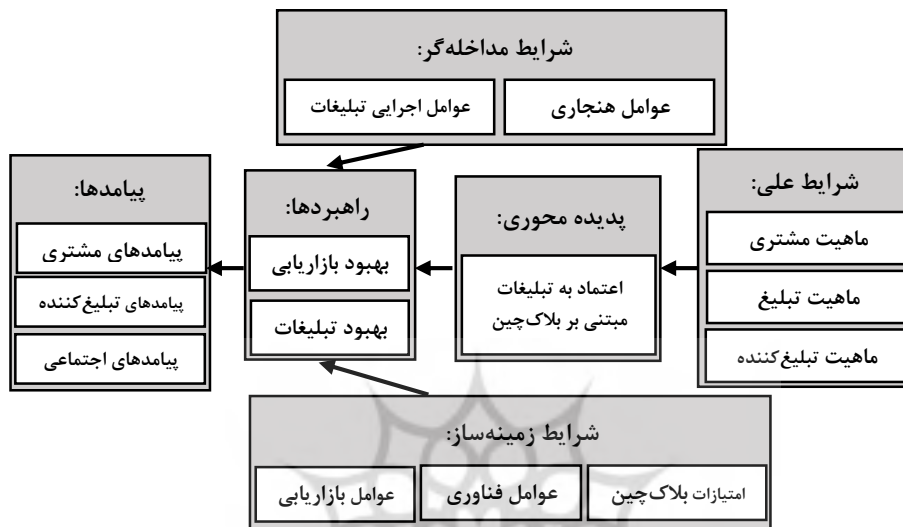 شرایط مداخله‌گر:
عوامل هنجاری
عوامل اجرایی تبلیغات
شرایط علی:
ماهیت مشتری
ماهیت تبلیغ
ماهیت تبلیغ‌کننده
پدیده محوری:
اعتماد به تبلیغات
مبتنی بر بلاک‌چین
راهبردها:
بهبود بازاریابی
بهبود تبلیغات
پیامدها:
پیامدهای مشتری
پیامدهای تبلیغ‌کننده
پیامدهای اجتماعی
شرایط زمینه‌ساز:
امتیازات بلاک‌چین
عوامل فناوری
عوامل بازاریابی